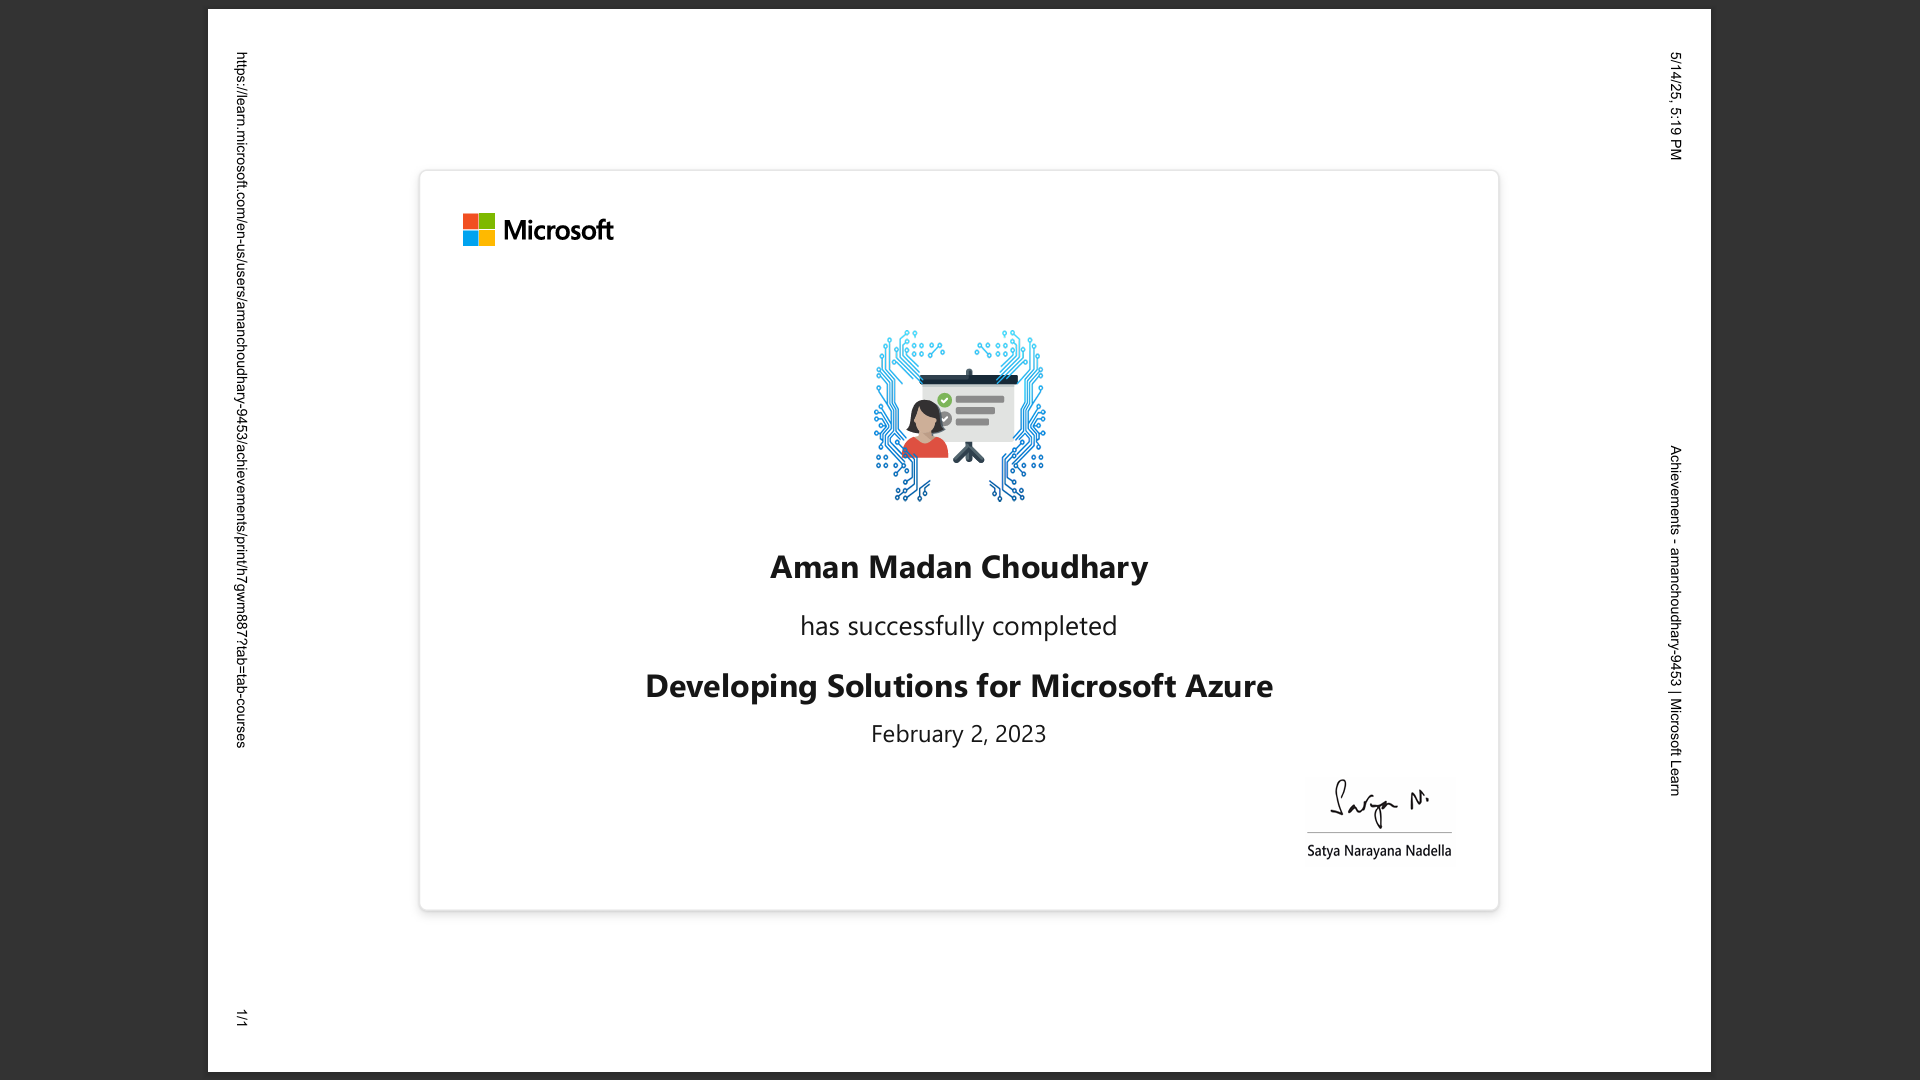 5/14/25, 5:19 PM
Achievements - amanchoudhary-9453 | Microsoft Learn
Microsoft
Aman Madan Choudhary
has successfully completed
Developing Solutions for Microsoft Azure
February 2, 2023
Satya N.
Satya Narayana Nadella
https://learn.microsoft.com/en-us/users/amanchoudhary-9453/achievements/print/h7gwm887?tab=tab-courses
1/1